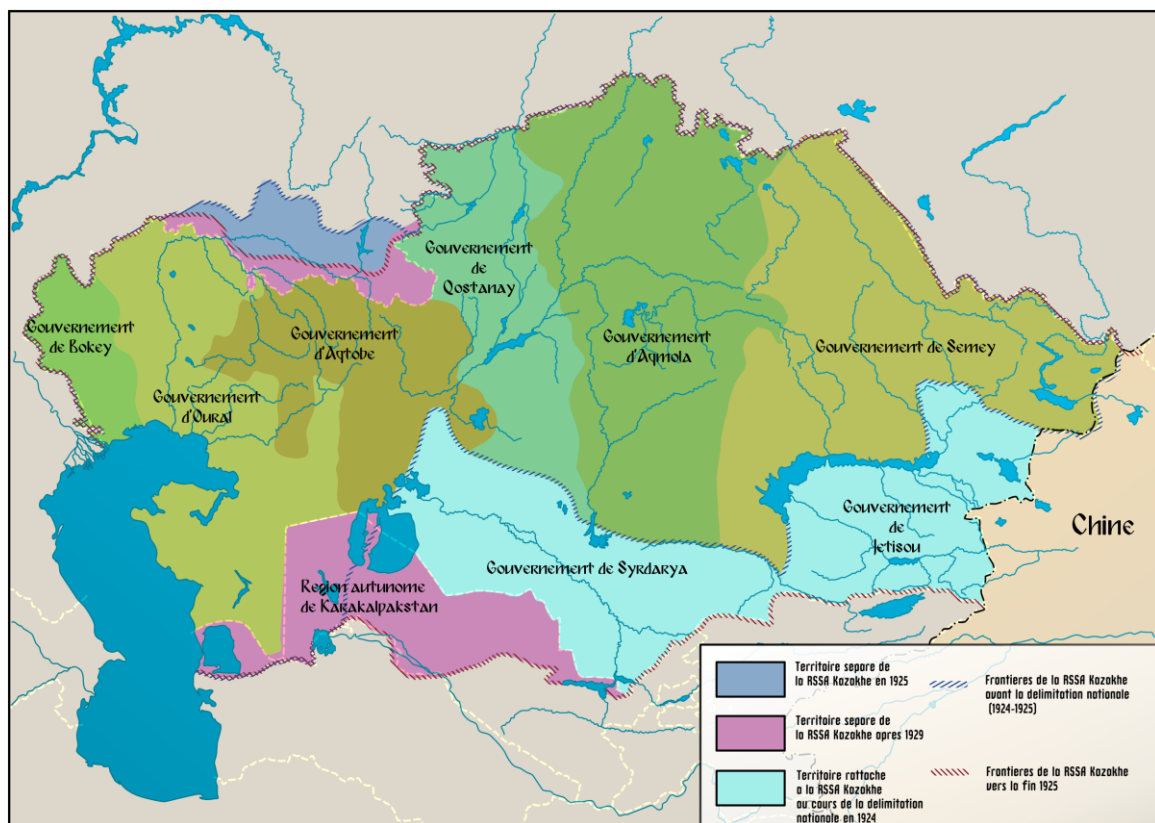 Gouvernement
de Bokey
Gouvernement
d'Oural
Gouvernement
d'Aqtobe
Gouvernement
de
Qostanay
Gouvernement
d'Aqmola
Gouvernement de Semey
Gouvernement
de
Jetisou
Chine
Gouvernement de Syrdarya
Region autunome
de Karakalpakstan
Territoire separe de
la RSSA Kazakhe en 1925
Territoire separe de
la RSSA Kazakhe apres 1929
Territoire rattache
a la RSSA Kazakhe
au cours de la delimitation
nationale en 1924
Frontieres de la RSSA Kazakhe
avant la delimitation nationale
(1924-1925)
Frontieres de la RSSA Kazakhe
vers la fin 1925